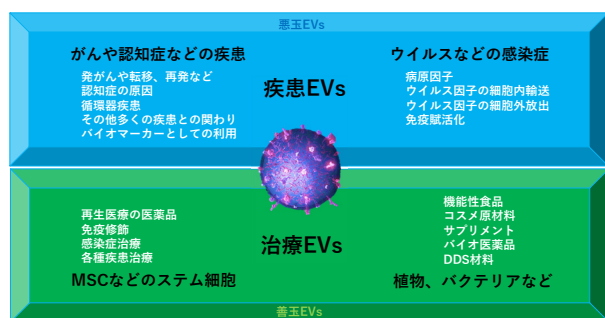 悪玉EVs
がんや認知症などの疾患
発がんや転移、再発など
認知症の原因
循環器疾患
その他多くの疾患との関わり
バイオマーカーとしての利用
疾患EVs
ウイルスなどの感染症
病原因子
ウイルス因子の細胞内輸送
ウイルス因子の細胞外放出
免疫賦活化
再生医療の医薬品
免疫修飾
感染症治療
各種疾患治療
MSCなどのステム細胞
治療EVs
機能性食品
コスメ原材料
サプリメント
バイオ医薬品
DDS材料
植物、バクテリアなど
善玉EVs